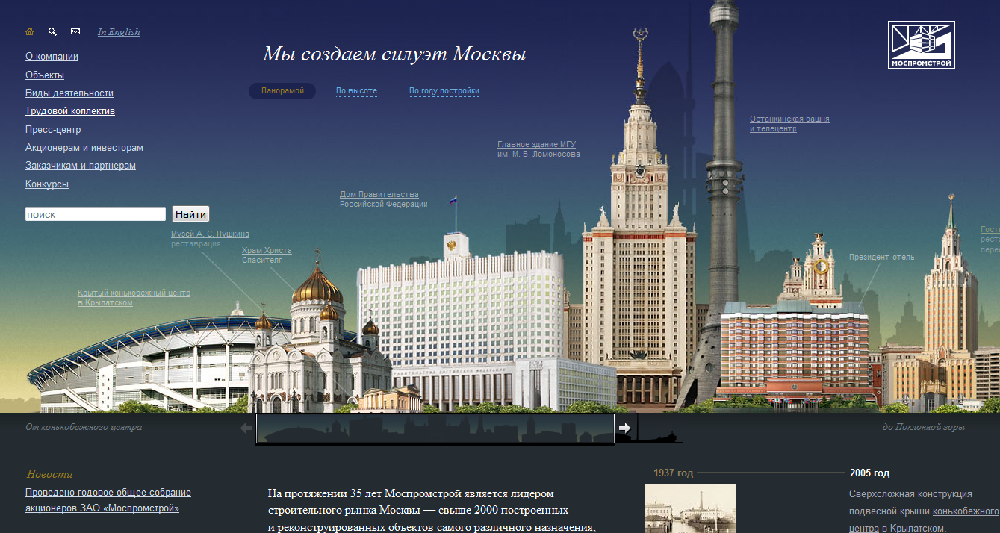 In English
О компании
Объекты
Виды деятельности
Трудовой коллектив
Пресс-центр
Акционерам и инвесторам
Заказчикам и партнерам
Конкурсы
поиск
Найти
Мы создаем силуэт Москвы
Панорамой
По высоте
По году постройки
МОСПРОМСТРОЙ
Останкинская башня
и телецентр
Главное здание МГУ
им. М. В. Ломоносова
Дом Правительства
Российской Федерации
Музей А. С. Пушкина
реставрация
Храм Христа
Спасителя
Президент-отель
Крытый конькобежный центр
в Крылатском
От конькобежного центра
до Поклонной горы
Новости
Проведено годовое общее собрание
акционеров ЗАО «Моспромстрой»
На протяжении 35 лет Моспромстрой является лидером
строительного рынка Москвы — свыше 2000 построенных
и реконструированных объектов самого различного назначения,
1937 год
2005 год
Сверхсложная конструкция
подвесной крыши конькобежного
центра в Крылатском.